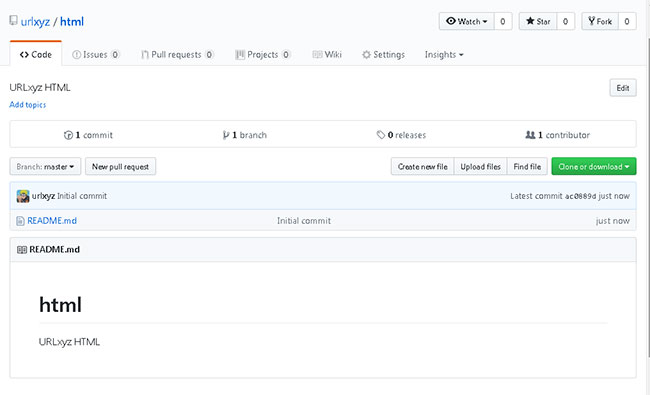 urlxyz / html Watch 0 Star 0 Fork 0
Code Issues 0 Pull requests 0 Projects 0 Wiki Settings Insights
URLxyz HTML Edit
Add topics
1 commit 1 branch 0 releases 1 contributor
Branch: master New pull request Create new file Upload files Find file Clone or download
urlxyz Initial commit Latest commit ac0889d just now
README.md Initial commit just now
README.md
html
URLxyz HTML